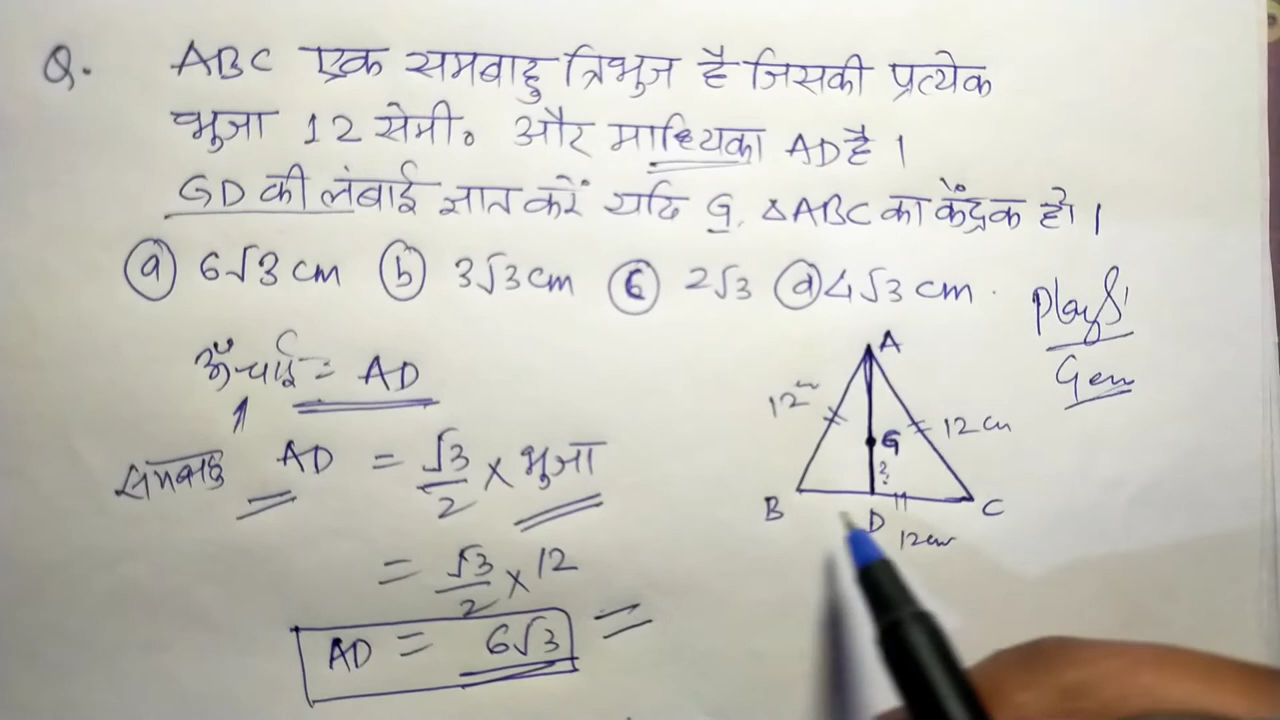 Q. ABC एक समबाहु त्रिभुज है जिसकी प्रत्येक
भुजा 12 सेमी० और माध्यिका AD है ।
GD की लंबाई ज्ञात करें यदि G, ΔABC का केंद्रक हो ।
(a) 6√3 cm (b) 3√3 cm (c) 2√3 (d) 4√3 cm .
ऊँचाई = AD
समबाहु AD = √3/2 × भुजा
= √3/2 × 12
AD = 6√3
A
12
12 cm
G
?
B
D
C
12cm